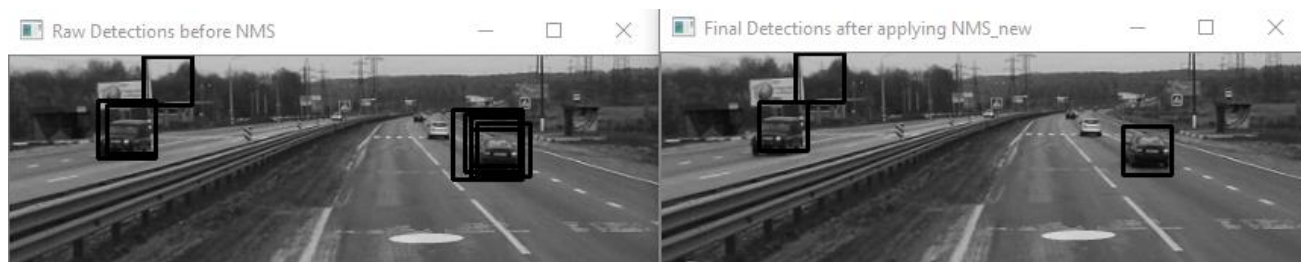 Raw Detections before NMS
Final Detections after applying NMS_new